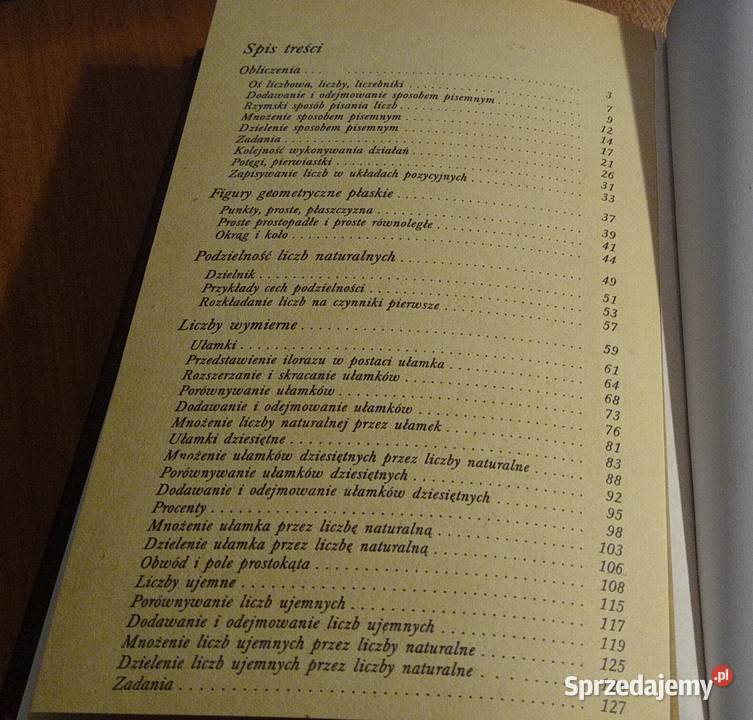 Spis treści
Obliczenia . . . 3
Oś liczbowa, liczby, liczebniki . . . 7
Dodawanie i odejmowanie sposobem pisemnym . . . 9
Rzymski sposób pisania liczb . . . 12
Mnożenie sposobem pisemnym . . . 14
Dzielenie sposobem pisemnym . . . 17
Zadania . . . 21
Kolejność wykonywania działań . . . 26
Potęgi, pierwiastki . . . 31
Zapisywanie liczb w układach pozycyjnych . . . 33
Figury geometryczne płaskie . . . 37
Punkty, proste, płaszczyzna . . . 39
Proste prostopadłe i proste równoległe . . . 41
Okrąg i koło . . . 44
Podzielność liczb naturalnych . . . 49
Dzielnik . . . 51
Przykłady cech podzielności . . . 53
Rozkładanie liczb na czynniki pierwsze . . . 57
Liczby wymierne . . . 59
Ułamki . . . 61
Przedstawienie ilorazu w postaci ułamka . . . 64
Rozszerzanie i skracanie ułamków . . . 68
Porównywanie ułamków . . . 73
Dodawanie i odejmowanie ułamków . . . 76
Mnożenie liczby naturalnej przez ułamek . . . 81
Ułamki dziesiętne . . . 83
Mnożenie ułamków dziesiętnych przez liczby naturalne . . . 88
Porównywanie ułamków dziesiętnych . . . 92
Dodawanie i odejmowanie ułamków dziesiętnych . . . 95
Procenty . . . 98
Mnożenie ułamka przez liczbę naturalną . . . 103
Dzielenie ułamka przez liczbę naturalną . . . 106
Obwód i pole prostokąta . . . 108
Liczby ujemne . . . 115
Porównywanie liczb ujemnych . . . 117
Dodawanie i odejmowanie liczb ujemnych . . . 119
Mnożenie liczb ujemnych przez liczby naturalne . . . 125
Dzielenie liczb ujemnych przez liczby naturalne . . .
Zadania . . . 127
Sprzedajemy.pl